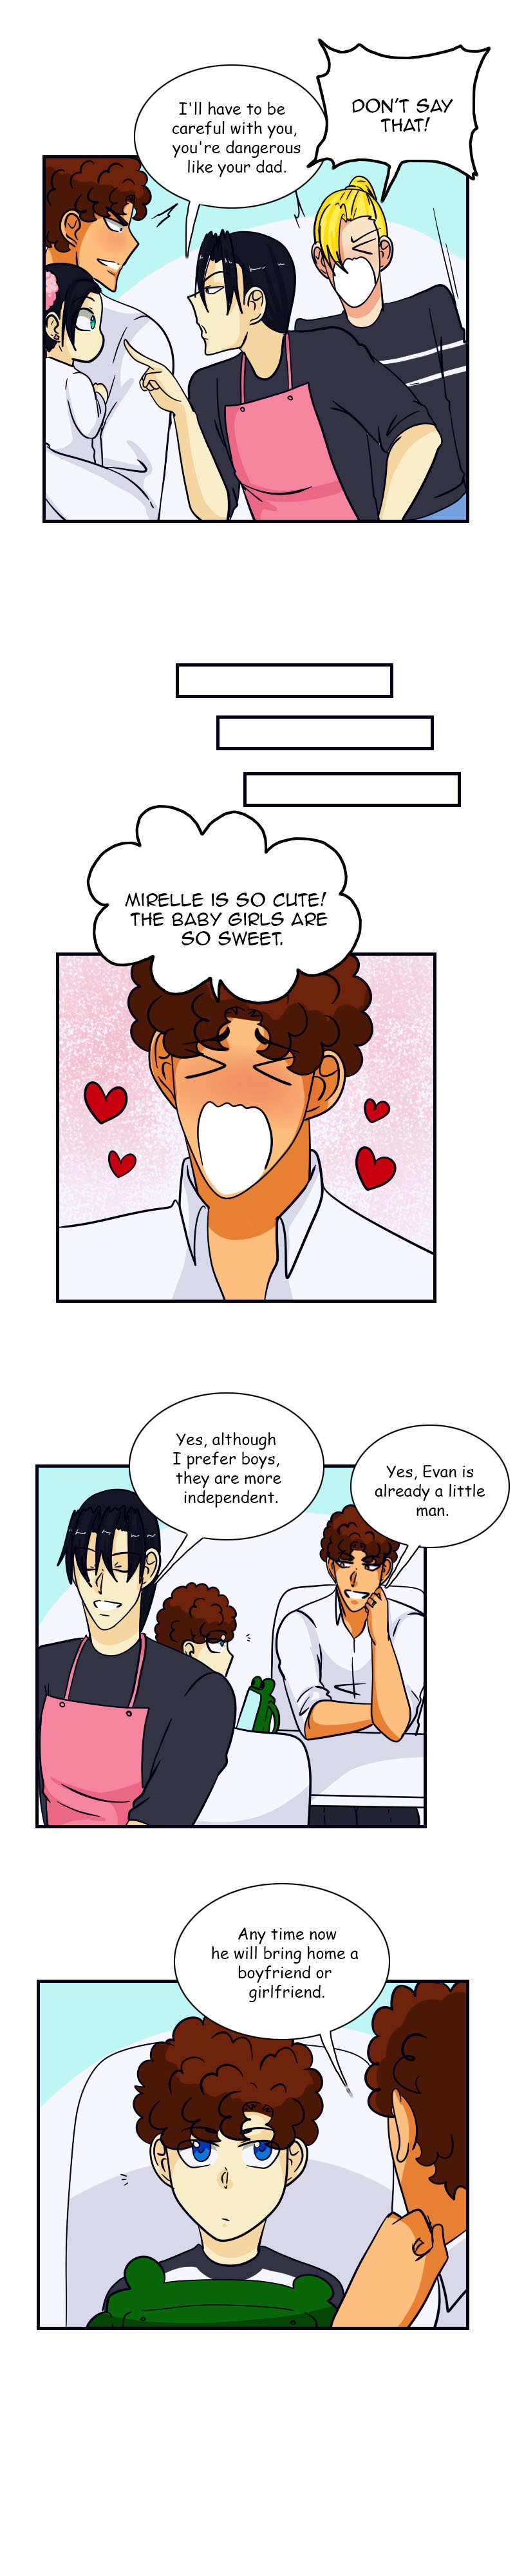 I'll have to be
careful with you,
you're dangerous
like your dad.
DON'T SAY
THAT!
MIRELLE IS SO CUTE!
THE BABY GIRLS ARE
SO SWEET.
Yes, although
I prefer boys,
they are more
independent.
Yes, Evan is
already a little
man.
Any time now
he will bring home a
boyfriend or
girlfriend.